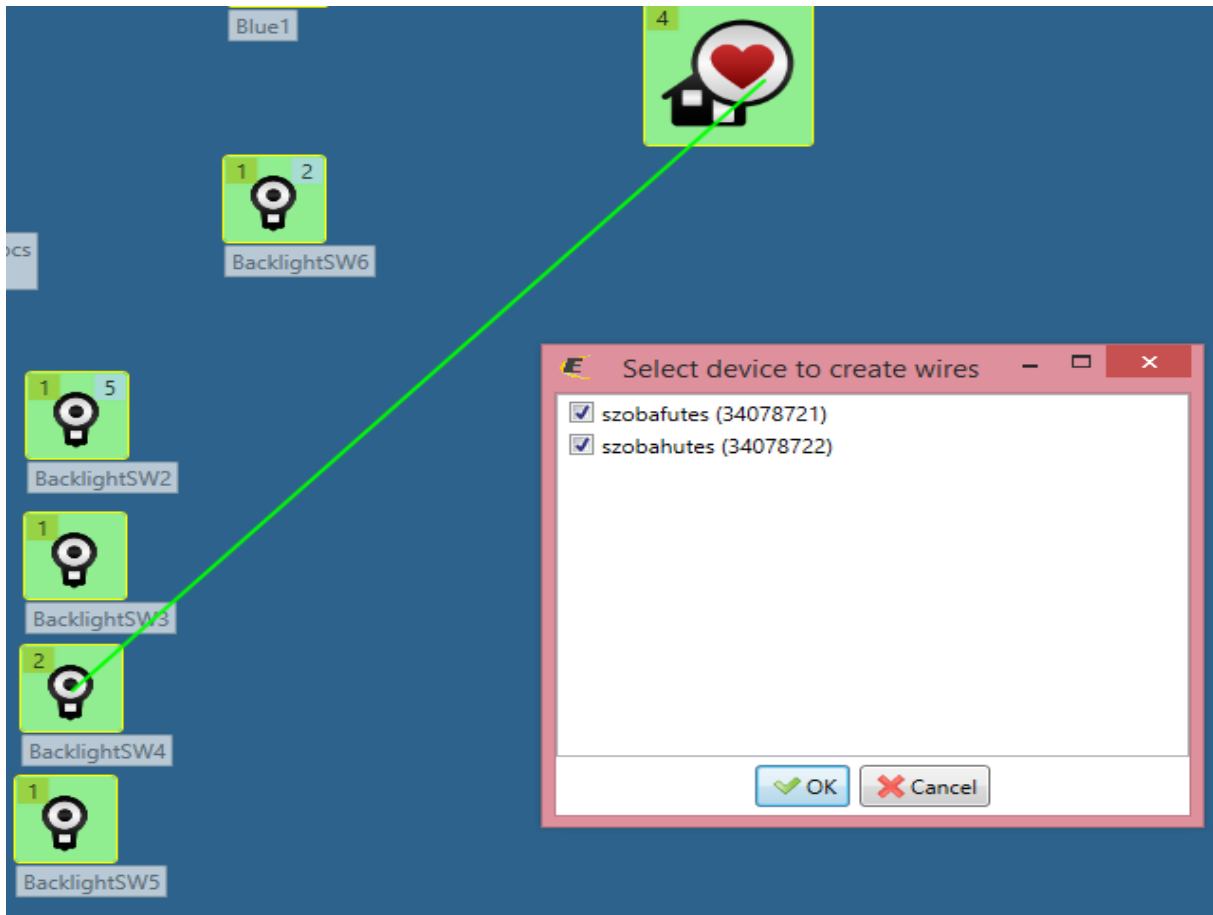 Blue1
4
1 2
BacklightSW6
ocs
1 5
BacklightSW2
1
BacklightSW3
2
BacklightSW4
1
BacklightSW5
E Select device to create wires
szobafutes (34078721)
szobahutes (34078722)
OK Cancel